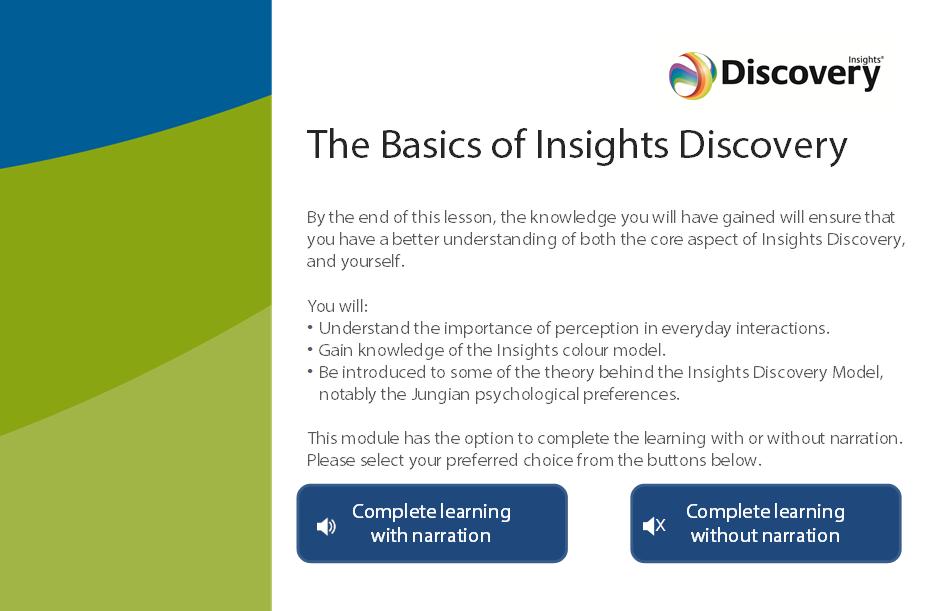 Insights®
Discovery
The Basics of Insights Discovery
By the end of this lesson, the knowledge you will have gained will ensure that
you have a better understanding of both the core aspect of Insights Discovery,
and yourself.
You will:
• Understand the importance of perception in everyday interactions.
• Gain knowledge of the Insights colour model.
• Be introduced to some of the theory behind the Insights Discovery Model,
notably the Jungian psychological preferences.
This module has the option to complete the learning with or without narration.
Please select your preferred choice from the buttons below.
Complete learning
with narration
Complete learning
without narration